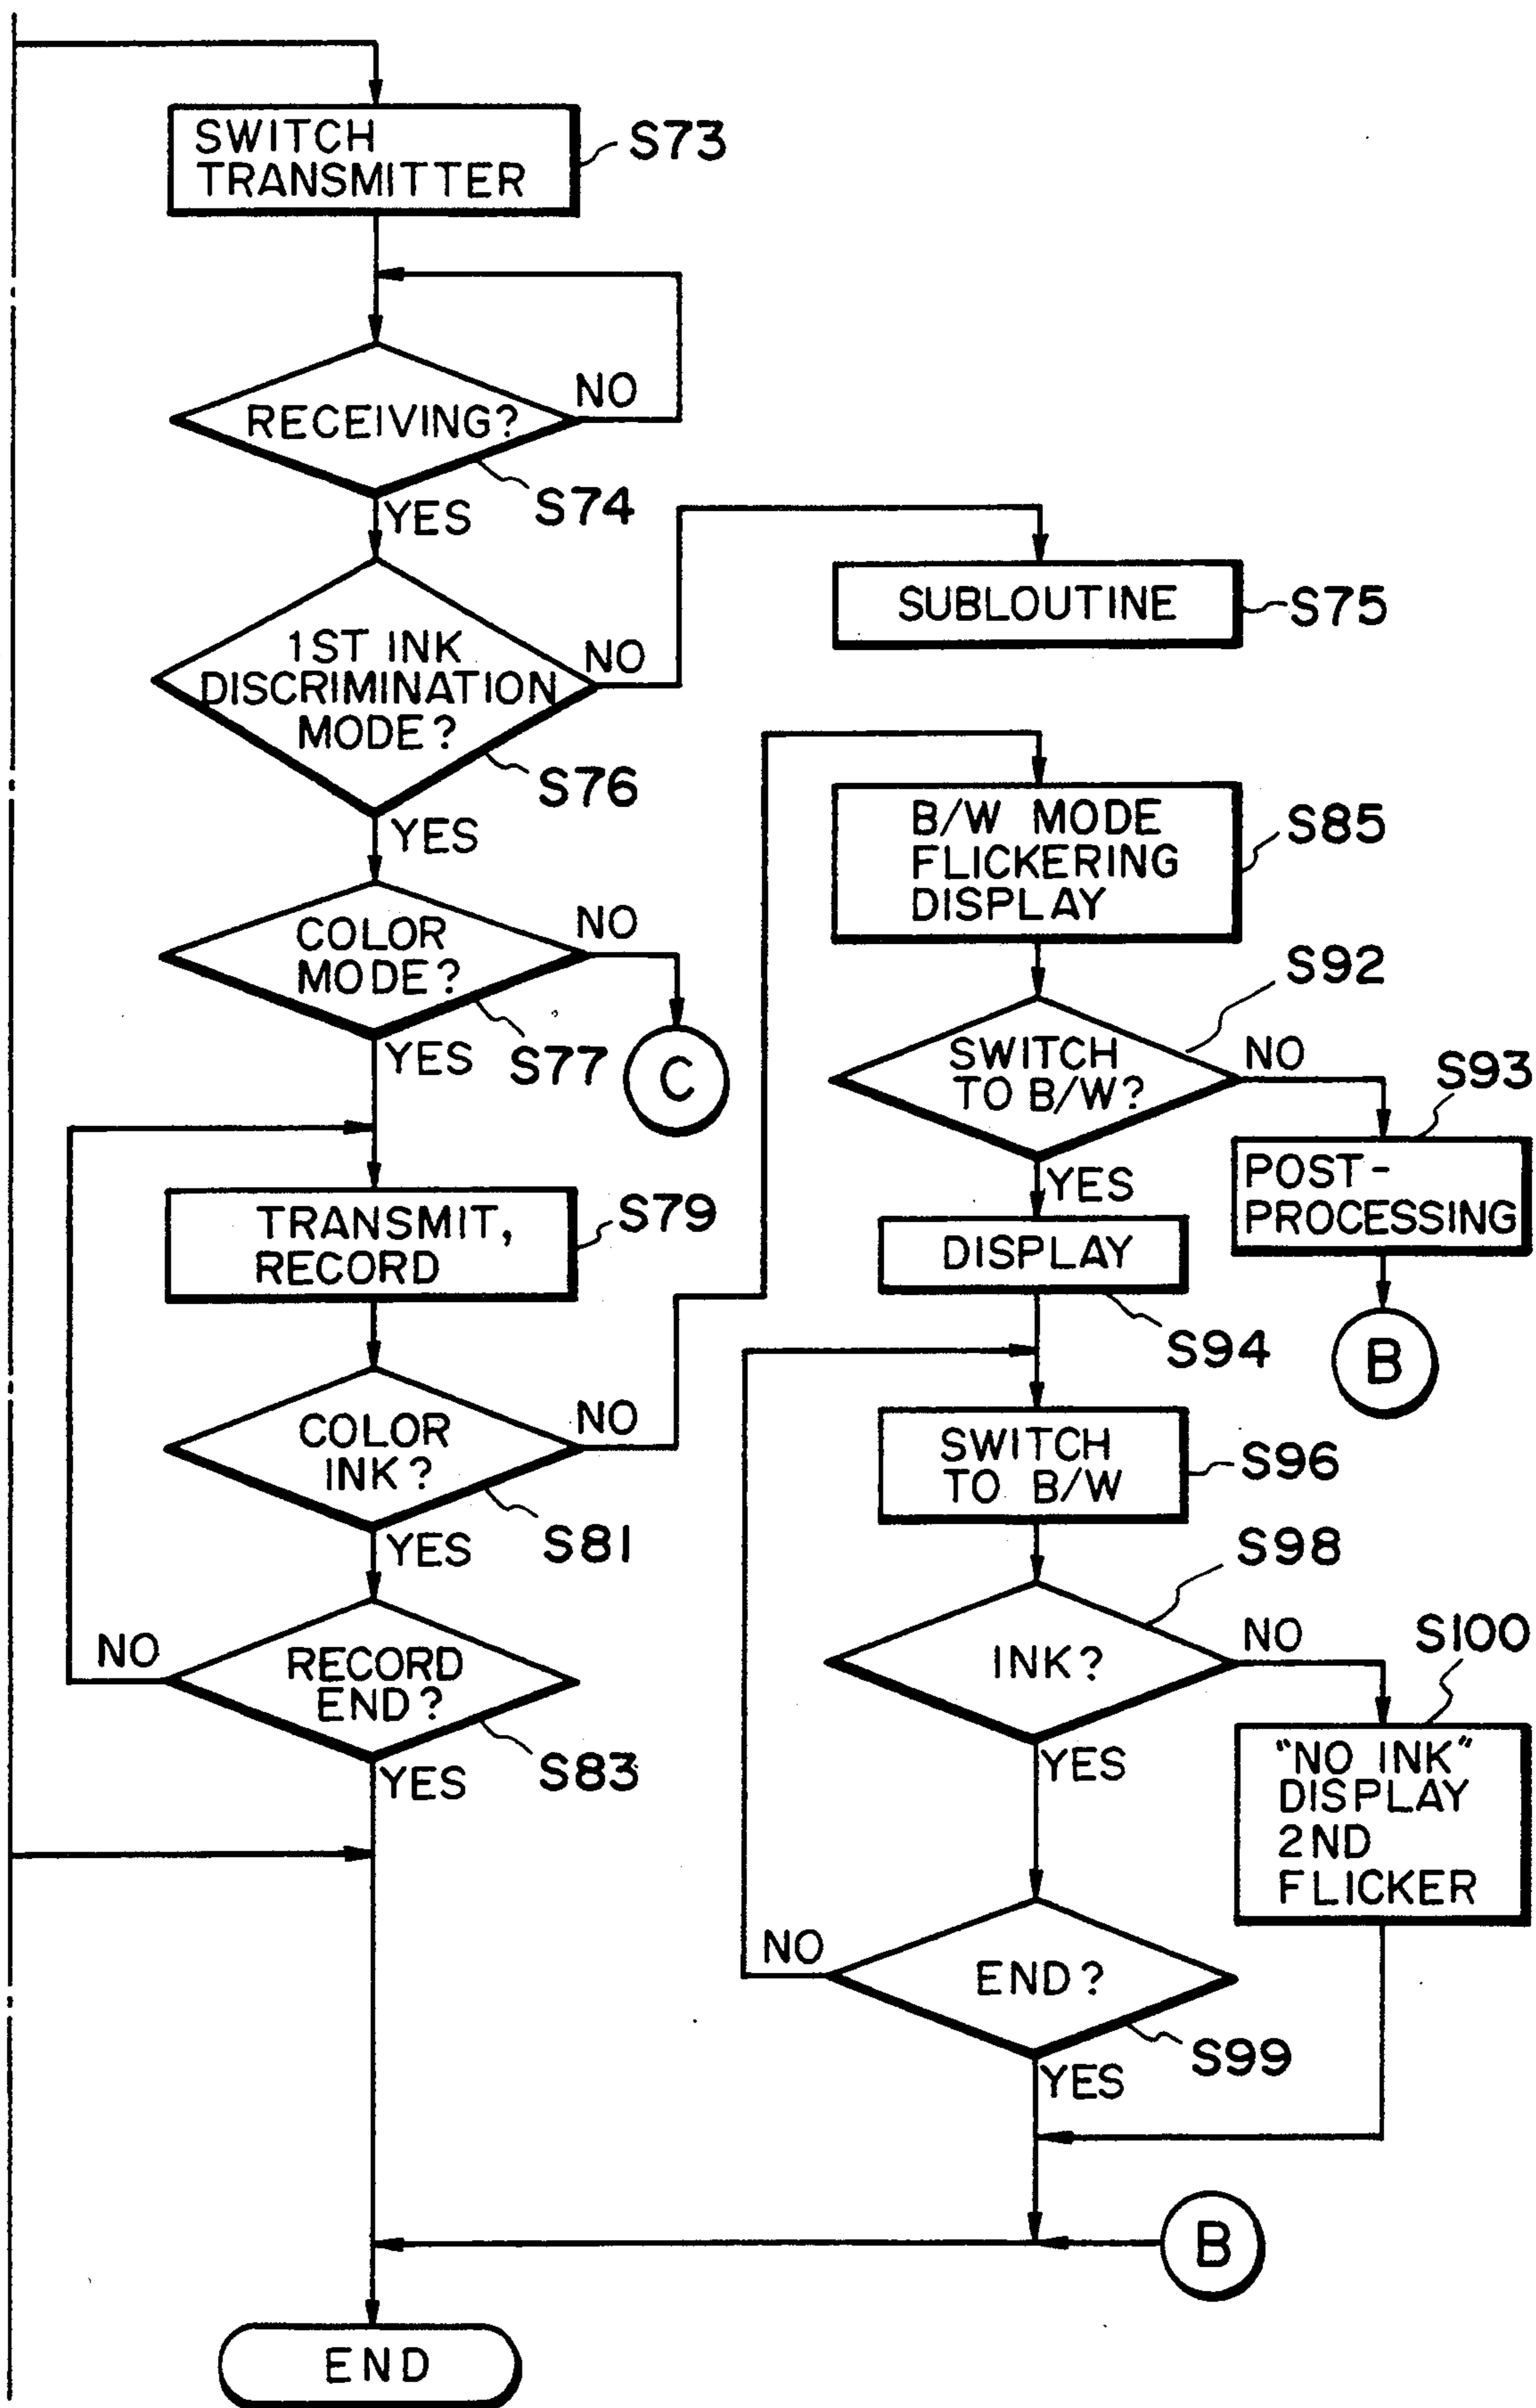 SWITCH
TRANSMITTER
S73
RECEIVING?
NO
S74
YES
1ST INK
DISCRIMINATION
MODE?
NO
S76
YES
SUBLOUTINE
S75
COLOR
MODE?
NO
S77
YES
C
TRANSMIT,
RECORD
S79
COLOR
INK?
NO
S81
YES
RECORD
END?
NO
S83
YES
B/W MODE
FLICKERING
DISPLAY
S85
SWITCH
TO B/W?
S92
NO
YES
S93
POST-
PROCESSING
B
DISPLAY
S94
SWITCH
TO B/W
S96
INK?
S98
NO
YES
S100
"NO INK"
DISPLAY
2ND
FLICKER
END?
NO
S99
YES
B
END